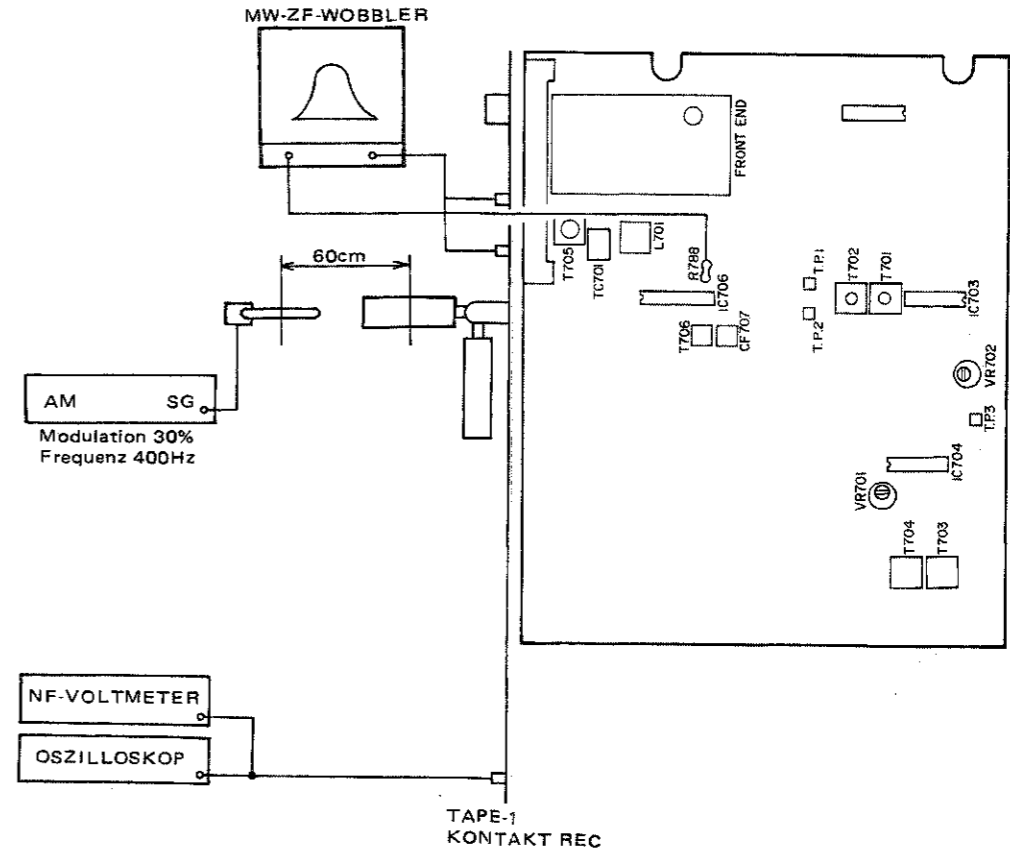 MW-ZF-WOBBLER
FRONT END
T705
TC701
L701
R788
IC706
T706
CF707
T.P.1
T.P.2
T702
T701
IC703
VR702
T.P.3
IC704
VR701
T704
T703
60cm
AM SG
Modulation 30%
Frequenz 400Hz
NF-VOLTMETER
OSZILLOSKOP
TAPE-1
KONTAKT REC